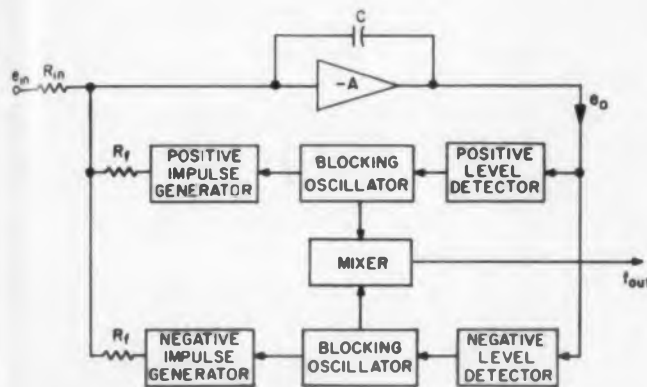 C
e_in
R_in
-A
e_o
R_f
POSITIVE
IMPULSE
GENERATOR
BLOCKING
OSCILLATOR
POSITIVE
LEVEL
DETECTOR
MIXER
f_out
R_f
NEGATIVE
IMPULSE
GENERATOR
BLOCKING
OSCILLATOR
NEGATIVE
LEVEL
DETECTOR